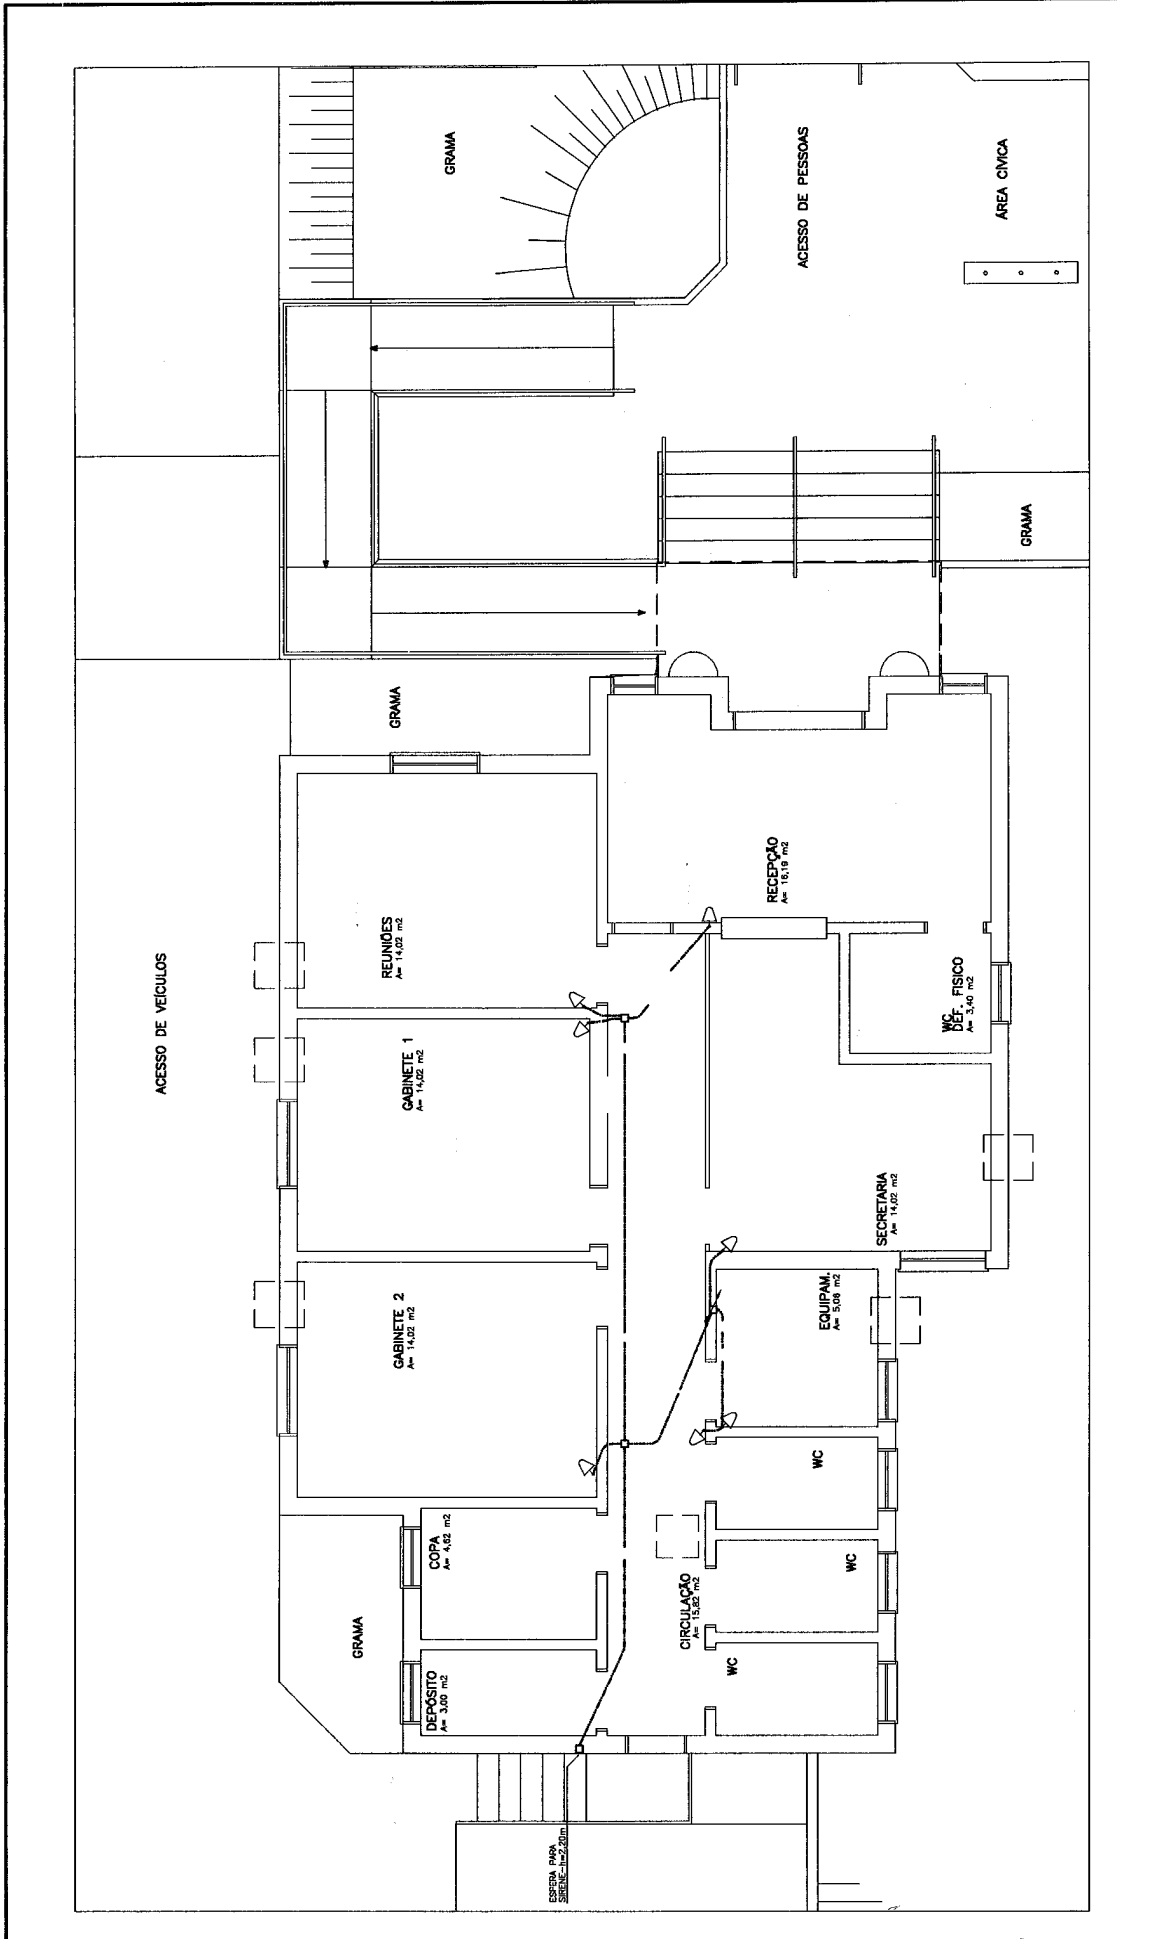 GRAMA
ACESSO DE PESSOAS
ÁREA CÍVICA
GRAMA
GRAMA
ACESSO DE VEÍCULOS
REUNIÕES
A= 14,02 m2
RECEPÇÃO
A= 16,19 m2
GABINETE 1
A= 14,02 m2
WC
DEF. FISICO
A= 3,40 m2
SECRETARIA
A= 14,02 m2
GABINETE 2
A= 14,02 m2
EQUIPAM.
A= 5,06 m2
COPA
A= 4,62 m2
WC
WC
WC
CIRCULAÇÃO
A= 15,82 m2
GRAMA
DEPÓSITO
A= 3,00 m2
ESPERA PARA
SIRENE-h=2,20m